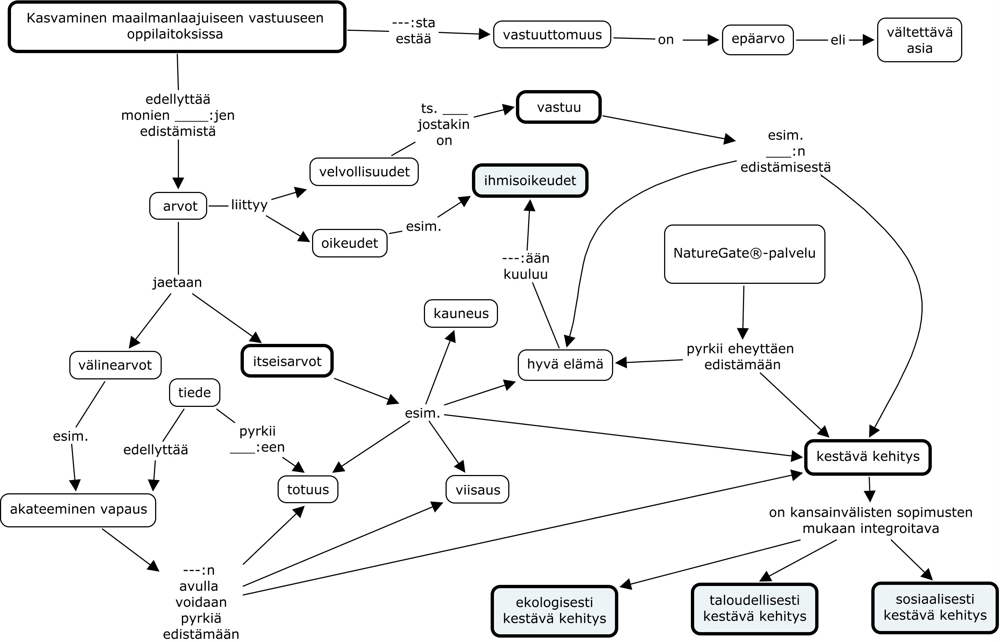 Kasvaminen maailmanlaajuiseen vastuuseen
oppilaitoksissa
---:sta
estää
vastuuttomuus
on
epäarvo
eli
vältettävä
asia
edellyttää
monien _____:jen
edistämistä
ts. ____
jostakin
on
vastuu
esim.
____:n
edistämisestä
velvollisuudet
ihmisoikeudet
arvot
liittyy
oikeudet
esim.
---:ään
kuuluu
NatureGate®-palvelu
jaetaan
kauneus
välinearvot
itseisarvot
hyvä elämä
pyrkii eheyttäen
edistämään
tiede
esim.
esim.
edellyttää
pyrkii
____:een
kestävä kehitys
akateeminen vapaus
totuus
viisaus
on kansainvälisten sopimusten
mukaan integroitava
---:n
avulla
voidaan
pyrkiä
edistämään
ekologisesti
kestävä kehitys
taloudellisesti
kestävä kehitys
sosiaalisesti
kestävä kehitys